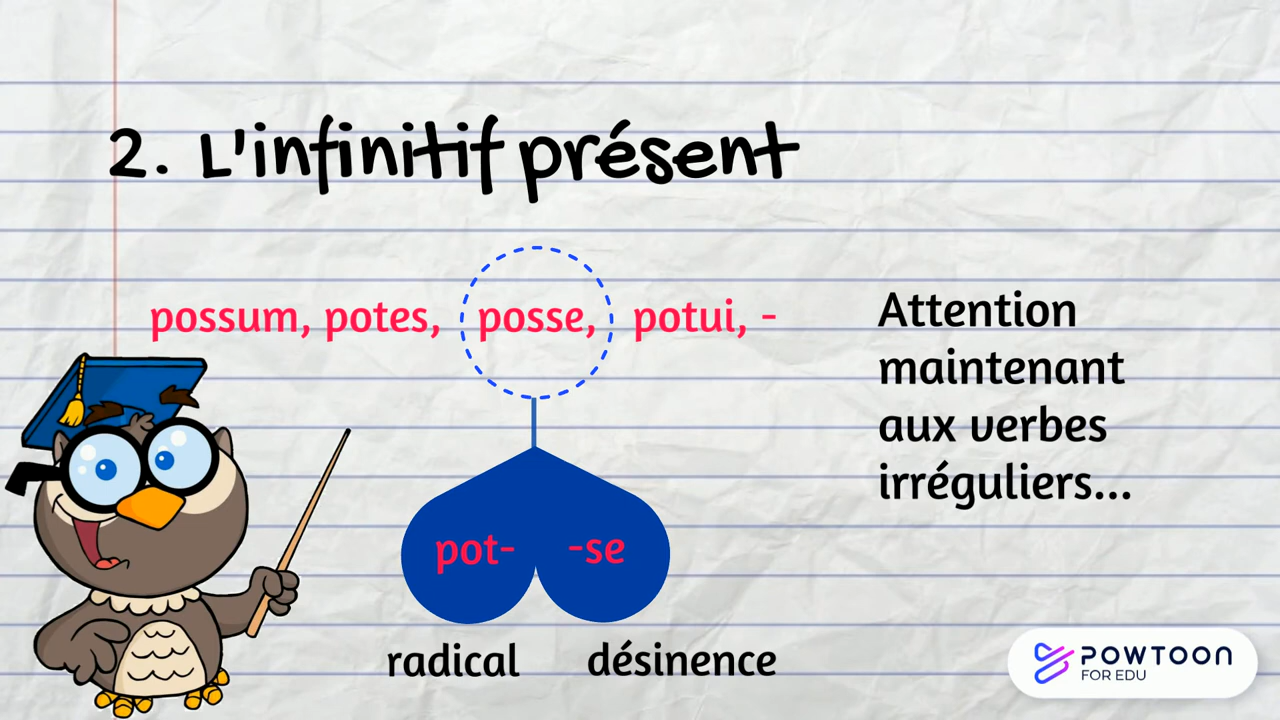 2. L'infinitif présent
possum, potes, posse, potui, -
Attention
maintenant
aux verbes
irréguliers...
pot- -se
radical désinence
POWTOON
FOR EDU